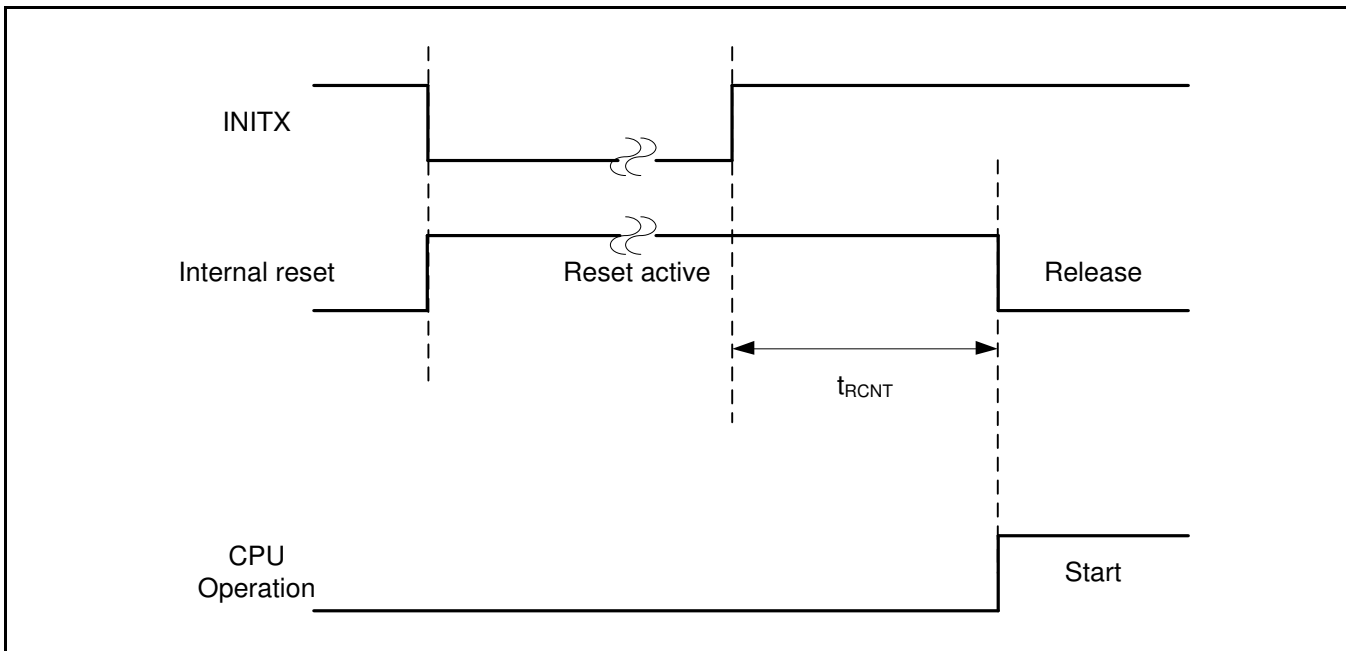 INITX
Internal reset
Reset active
Release
tRCNT
CPU
Operation
Start